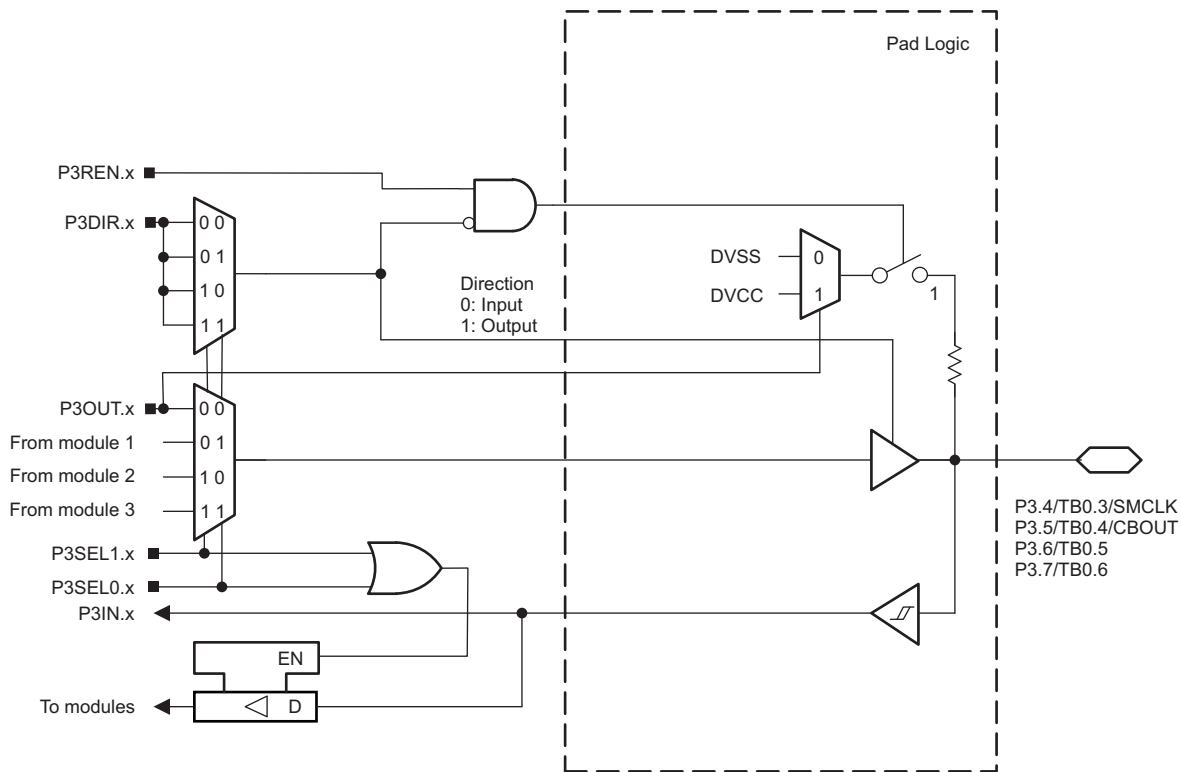 Pad Logic
P3REN.x
P3DIR.x
0 0
0 1
1 0
1 1
Direction
0: Input
1: Output
DVSS
0
DVCC
1
1
P3OUT.x
0 0
From module 1
0 1
From module 2
1 0
From module 3
1 1
P3.4/TB0.3/SMCLK
P3.5/TB0.4/CBOUT
P3.6/TB0.5
P3.7/TB0.6
P3SEL1.x
P3SEL0.x
P3IN.x
EN
To modules
D